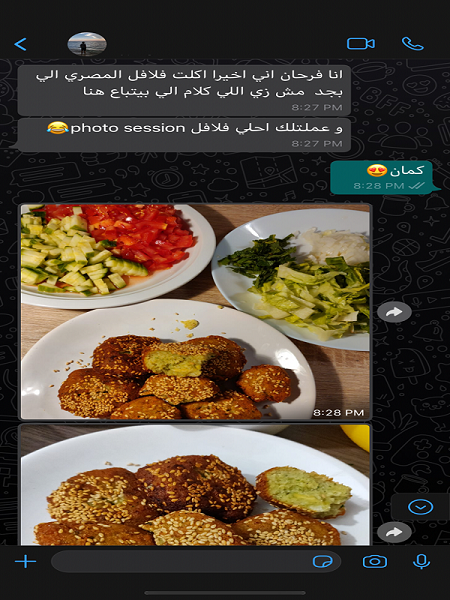 انا فرحان اني اخيرا اكلت فلافل المصري الي
بجد مش زي اللي كلام الي بيتباع هنا
8:27 PM
و عملتلك احلي فلافل photo session😂
8:27 PM
كمان😍
8:28 PM
8:28 PM